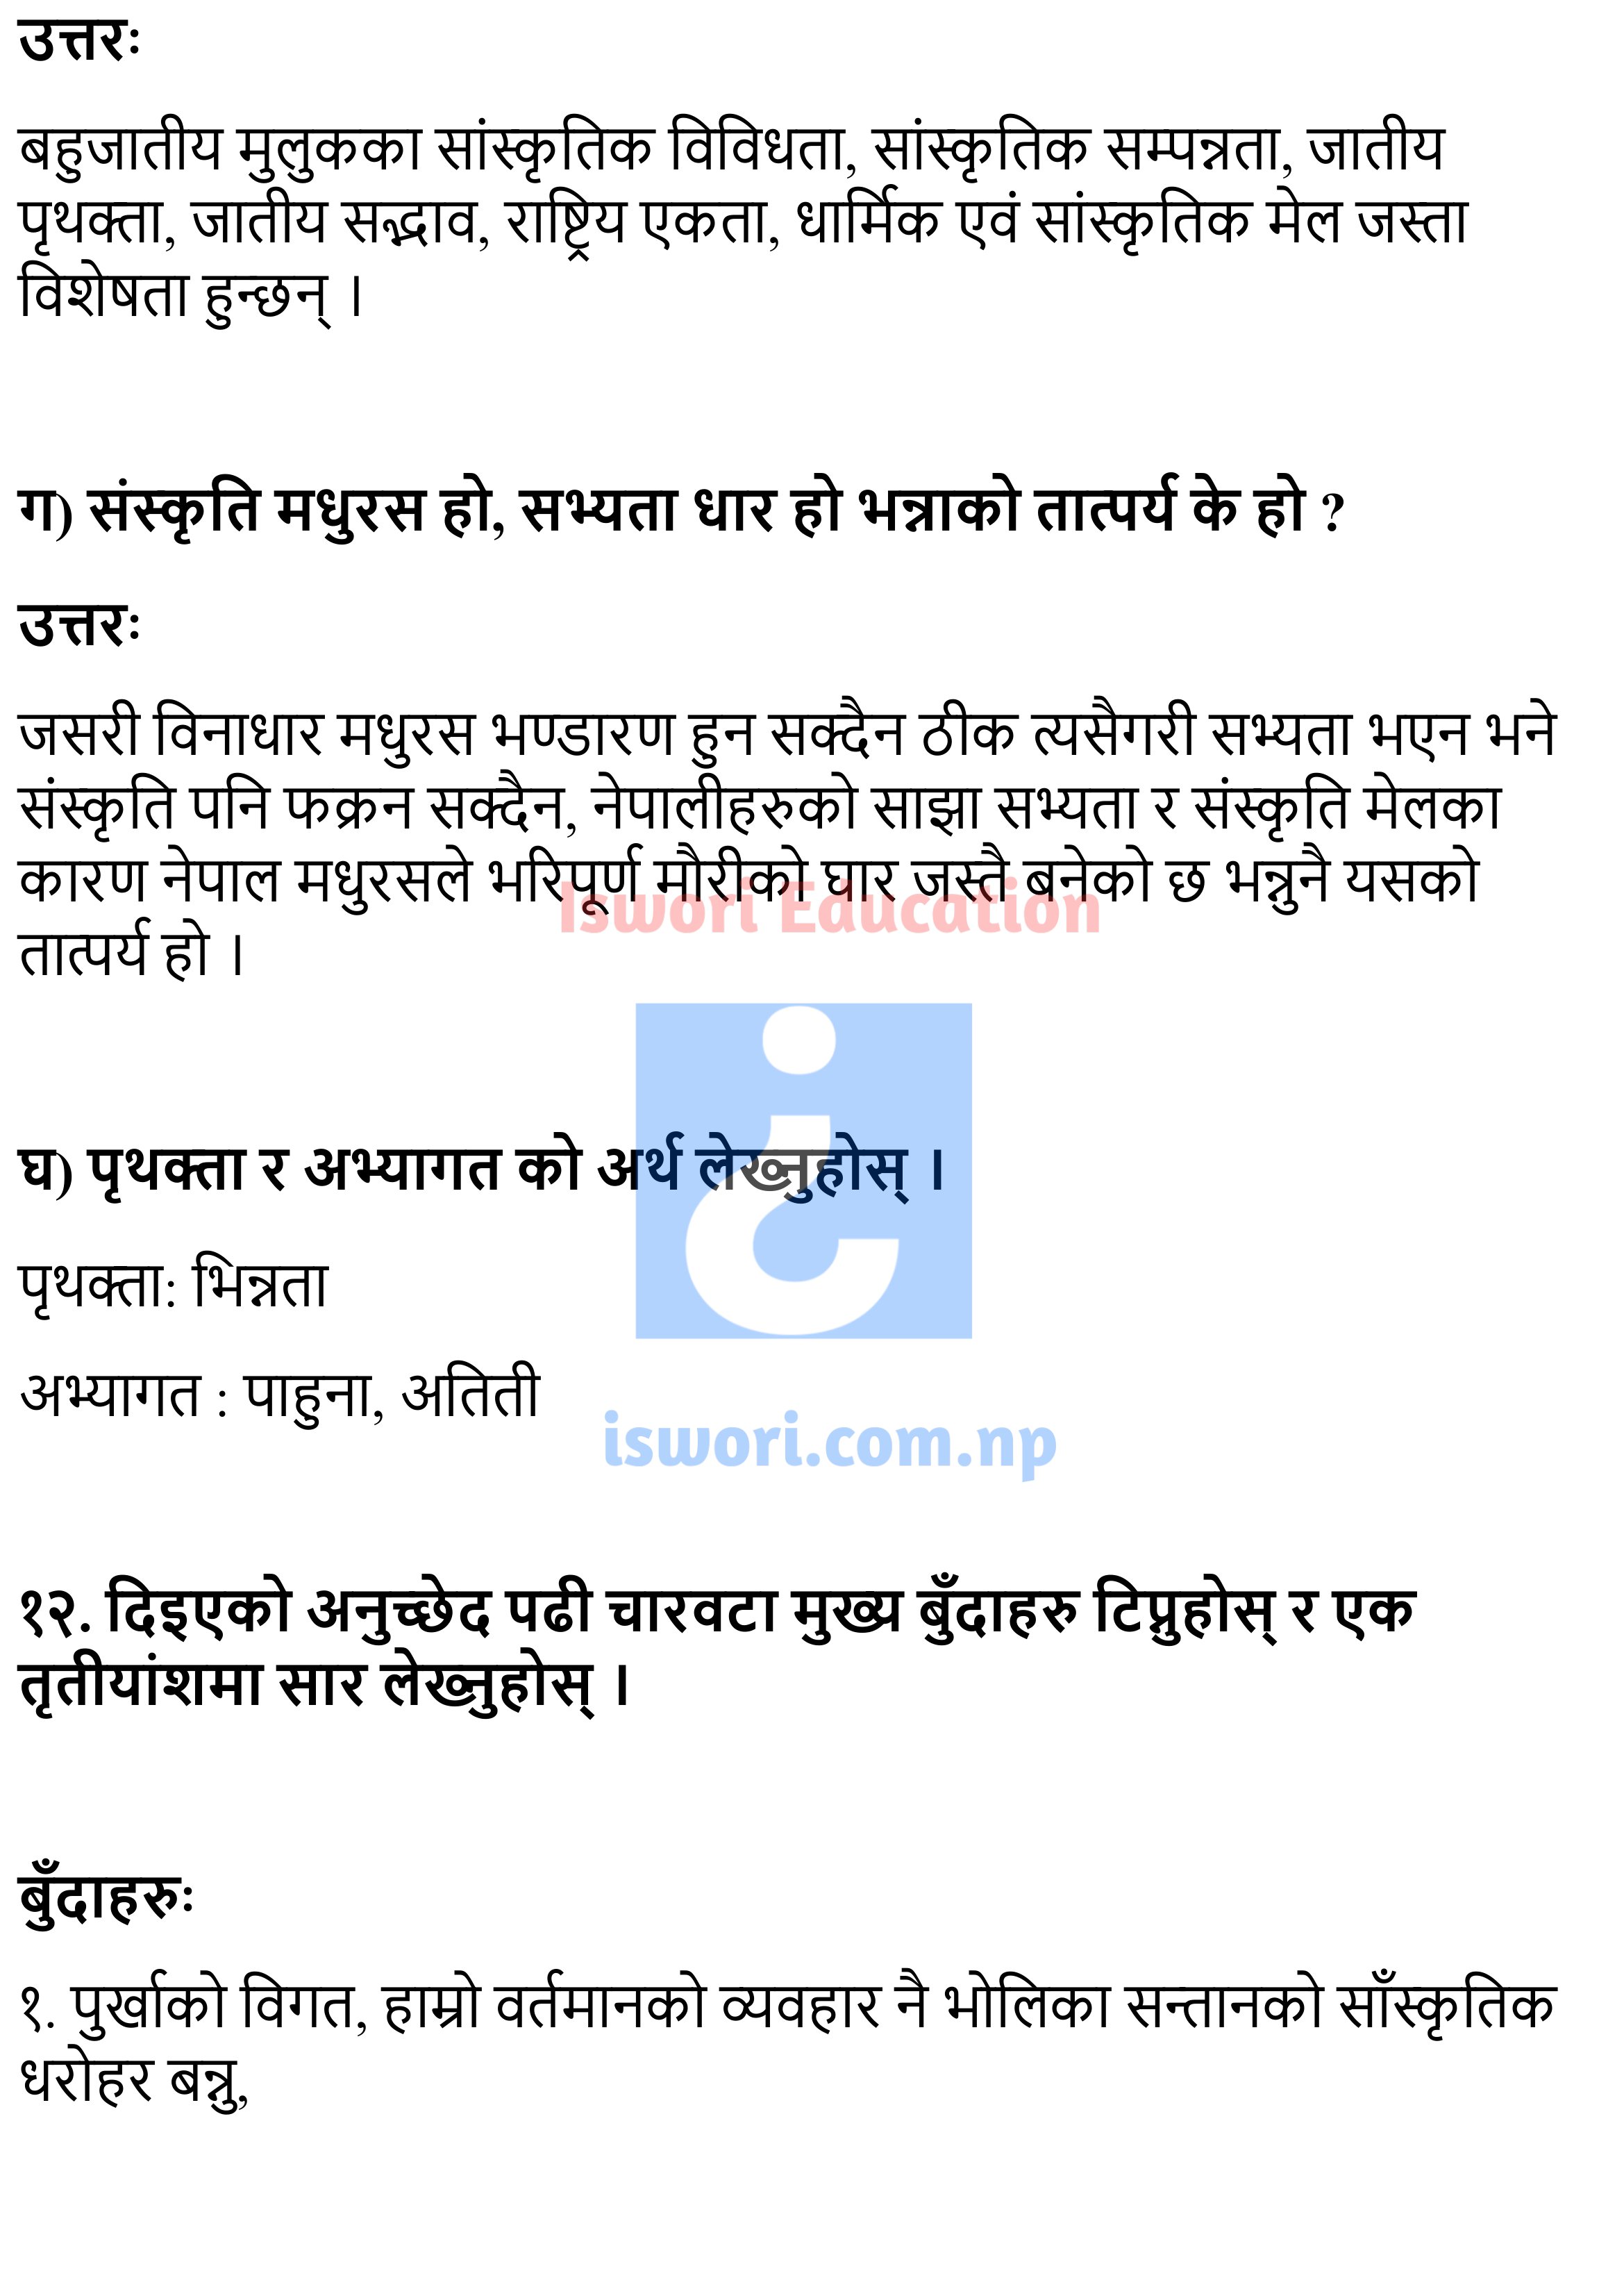 उत्तरः
बहुजातीय मुलुकका सांस्कृतिक विविधता, सांस्कृतिक सम्पन्नता, जातीय
पृथक्ता, जातीय सद्भाव, राष्ट्रिय एकता, धार्मिक एवं सांस्कृतिक मेल जस्ता
विशेषता हुन्छन् ।
ग) संस्कृति मधुरस हो, सभ्यता धार हो भन्नाको तात्पर्य के हो ?
उत्तरः
जसरी विनाधार मधुरस भण्डारण हुन सक्दैन ठीक त्यसैगरी सभ्यता भएन भने
संस्कृति पनि फक्रन सक्दैन, नेपालीहरुको साझा सभ्यता र संस्कृति मेलका
कारण नेपाल मधुरसले भरिपूर्ण मौरीको घार जस्तै बनेको छ भन्नुनै यसको
Iswori Education
तात्पर्य हो ।
घ) पृथक्ता र अभ्यागत को अर्थ लेख्नुहोस् ।
पृथक्ता: भिन्नता
अभ्यागत : पाहुना, अतिती
iswori.com.np
१२. दिइएको अनुच्छेद पढी चारवटा मुख्य बुँदाहरु टिप्नुहोस् र एक
तृतीयांशमा सार लेख्नुहोस् ।
बुँदाहरुः
१. पुर्खाको विगत, हाम्रो वर्तमानको व्यवहार नै भोलिका सन्तानको साँस्कृतिक
धरोहर बन्नु,